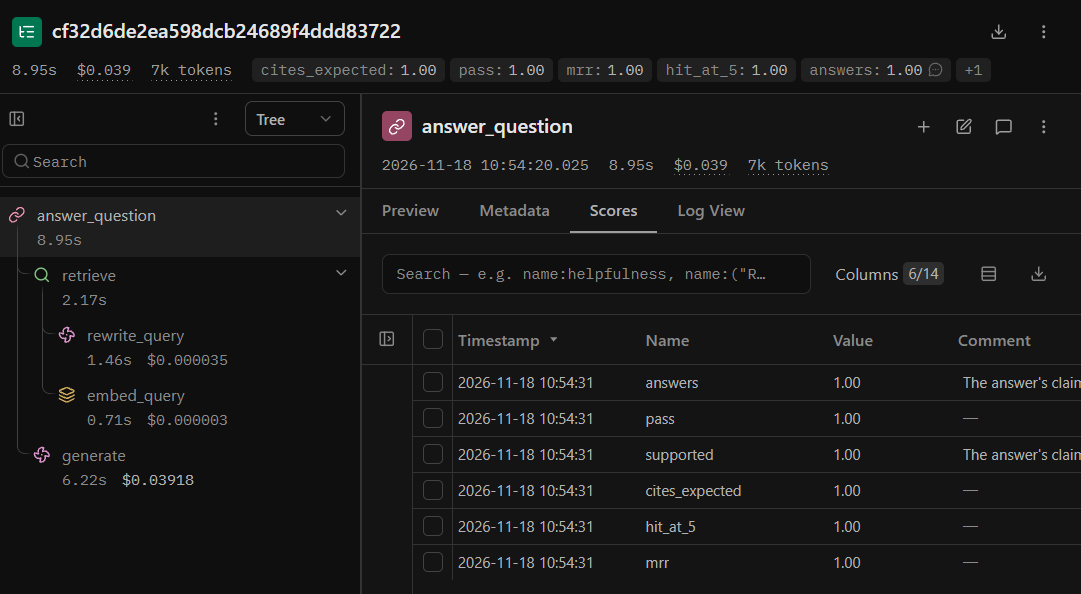 cf32d6de2ea598dcb24689f4ddd83722
8.95s $0.039 7k tokens cites_expected: 1.00 pass: 1.00 mrr: 1.00 hit_at_5: 1.00 answers: 1.00 +1
Tree
Search
answer_question
8.95s
retrieve
2.17s
rewrite_query
1.46s $0.000035
embed_query
0.71s $0.000003
generate
6.22s $0.03918
answer_question
2026-11-18 10:54:20.025 8.95s $0.039 7k tokens
Preview Metadata Scores Log View
Search — e.g. name:helpfulness, name:("R… Columns 6/14
Timestamp Name Value Comment
2026-11-18 10:54:31 answers 1.00 The answer's claim
2026-11-18 10:54:31 pass 1.00 —
2026-11-18 10:54:31 supported 1.00 The answer's claim
2026-11-18 10:54:31 cites_expected 1.00 —
2026-11-18 10:54:31 hit_at_5 1.00 —
2026-11-18 10:54:31 mrr 1.00 —